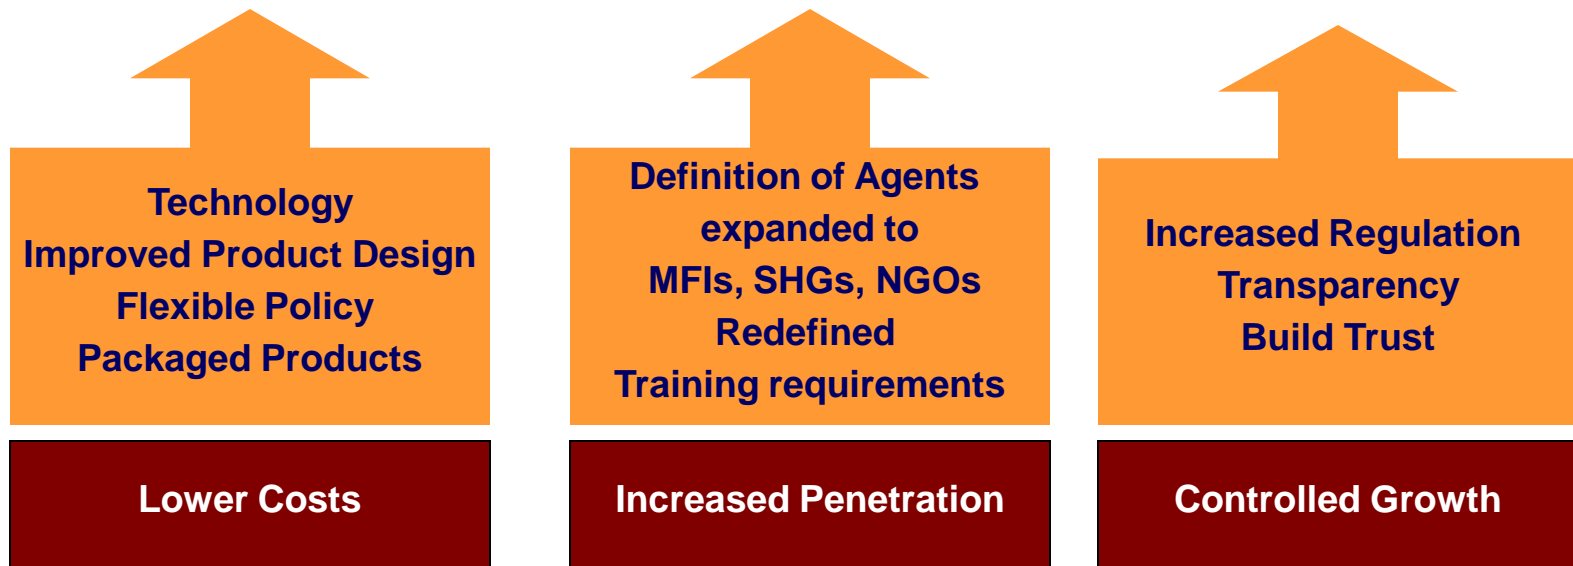 Technology
Improved Product Design
Flexible Policy
Packaged Products
Lower Costs
Definition of Agents
expanded to
MFIs, SHGs, NGOs
Redefined
Training requirements
Increased Penetration
Increased Regulation
Transparency
Build Trust
Controlled Growth